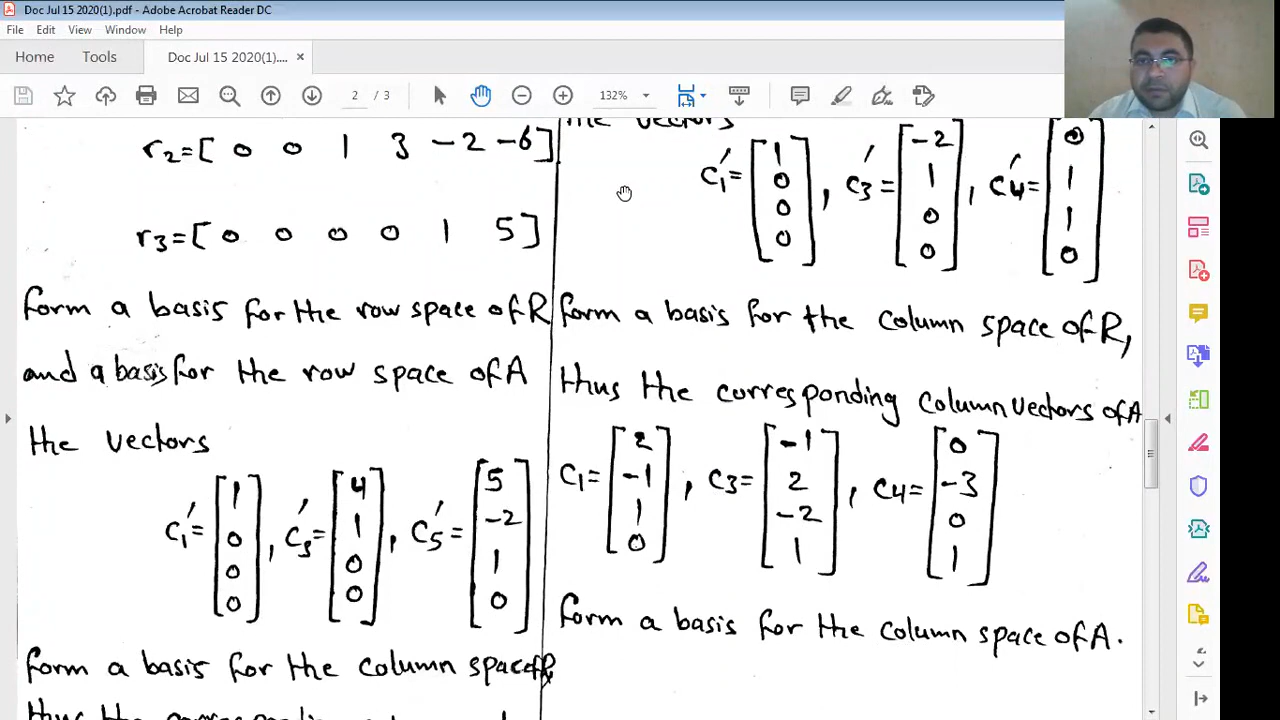 Doc Jul 15 2020(1).pdf - Adobe Acrobat Reader DC
File Edit View Window Help
Home Tools Doc Jul 15 2020(1).... ×
2 / 3 132%
r2=[ 0 0 1 3 -2 -6]
r3=[ 0 0 0 0 1 5]
form a basis for the row space of R
and a basis for the row space of A
the vectors
c1'= [1 0 0 0], c3'= [4 1 0 0], c5'= [5 -2 1 0]
form a basis for the column space of R,
thus the corresponding
the vectors
c1'= [1 0 0 0], c3'= [-2 1 0 0], c4'= [0 1 1 0]
form a basis for the column space of R,
thus the corresponding column vectors of A
c1= [2 -1 1 0], c3= [-1 2 -2 1], c4= [0 -3 0 1]
form a basis for the column space of A.